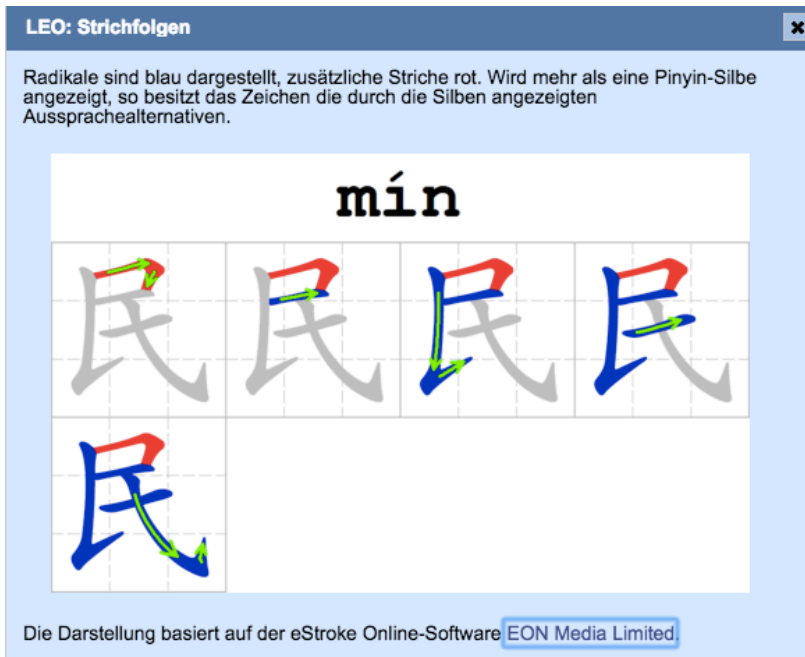 LEO: Strichfolgen
Radikale sind blau dargestellt, zusätzliche Striche rot. Wird mehr als eine Pinyin-Silbe
angezeigt, so besitzt das Zeichen die durch die Silben angezeigten
Aussprachealternativen.
mín
民 民 民 民
民
Die Darstellung basiert auf der eStroke Online-Software EON Media Limited.